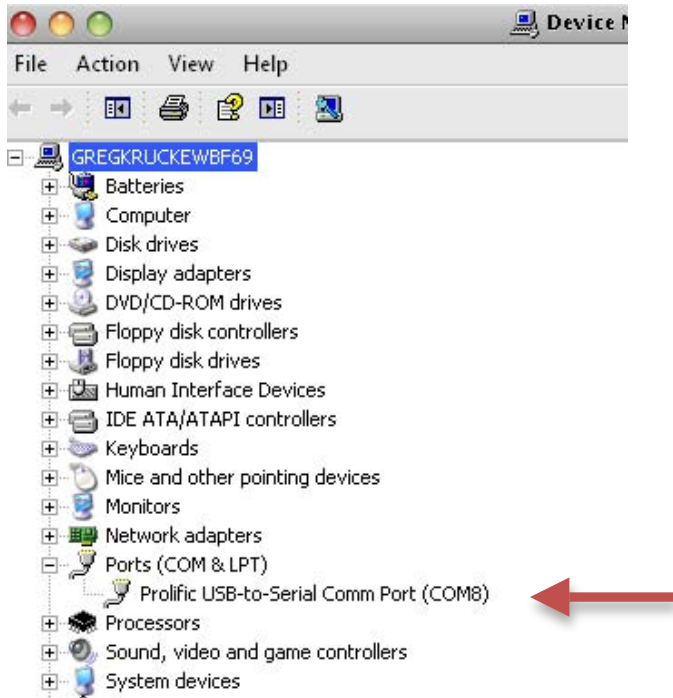 Device M
File Action View Help
GREGKRUCKEWBF69
Batteries
Computer
Disk drives
Display adapters
DVD/CD-ROM drives
Floppy disk controllers
Floppy disk drives
Human Interface Devices
IDE ATA/ATAPI controllers
Keyboards
Mice and other pointing devices
Monitors
Network adapters
Ports (COM & LPT)
Prolific USB-to-Serial Comm Port (COM8)
Processors
Sound, video and game controllers
System devices